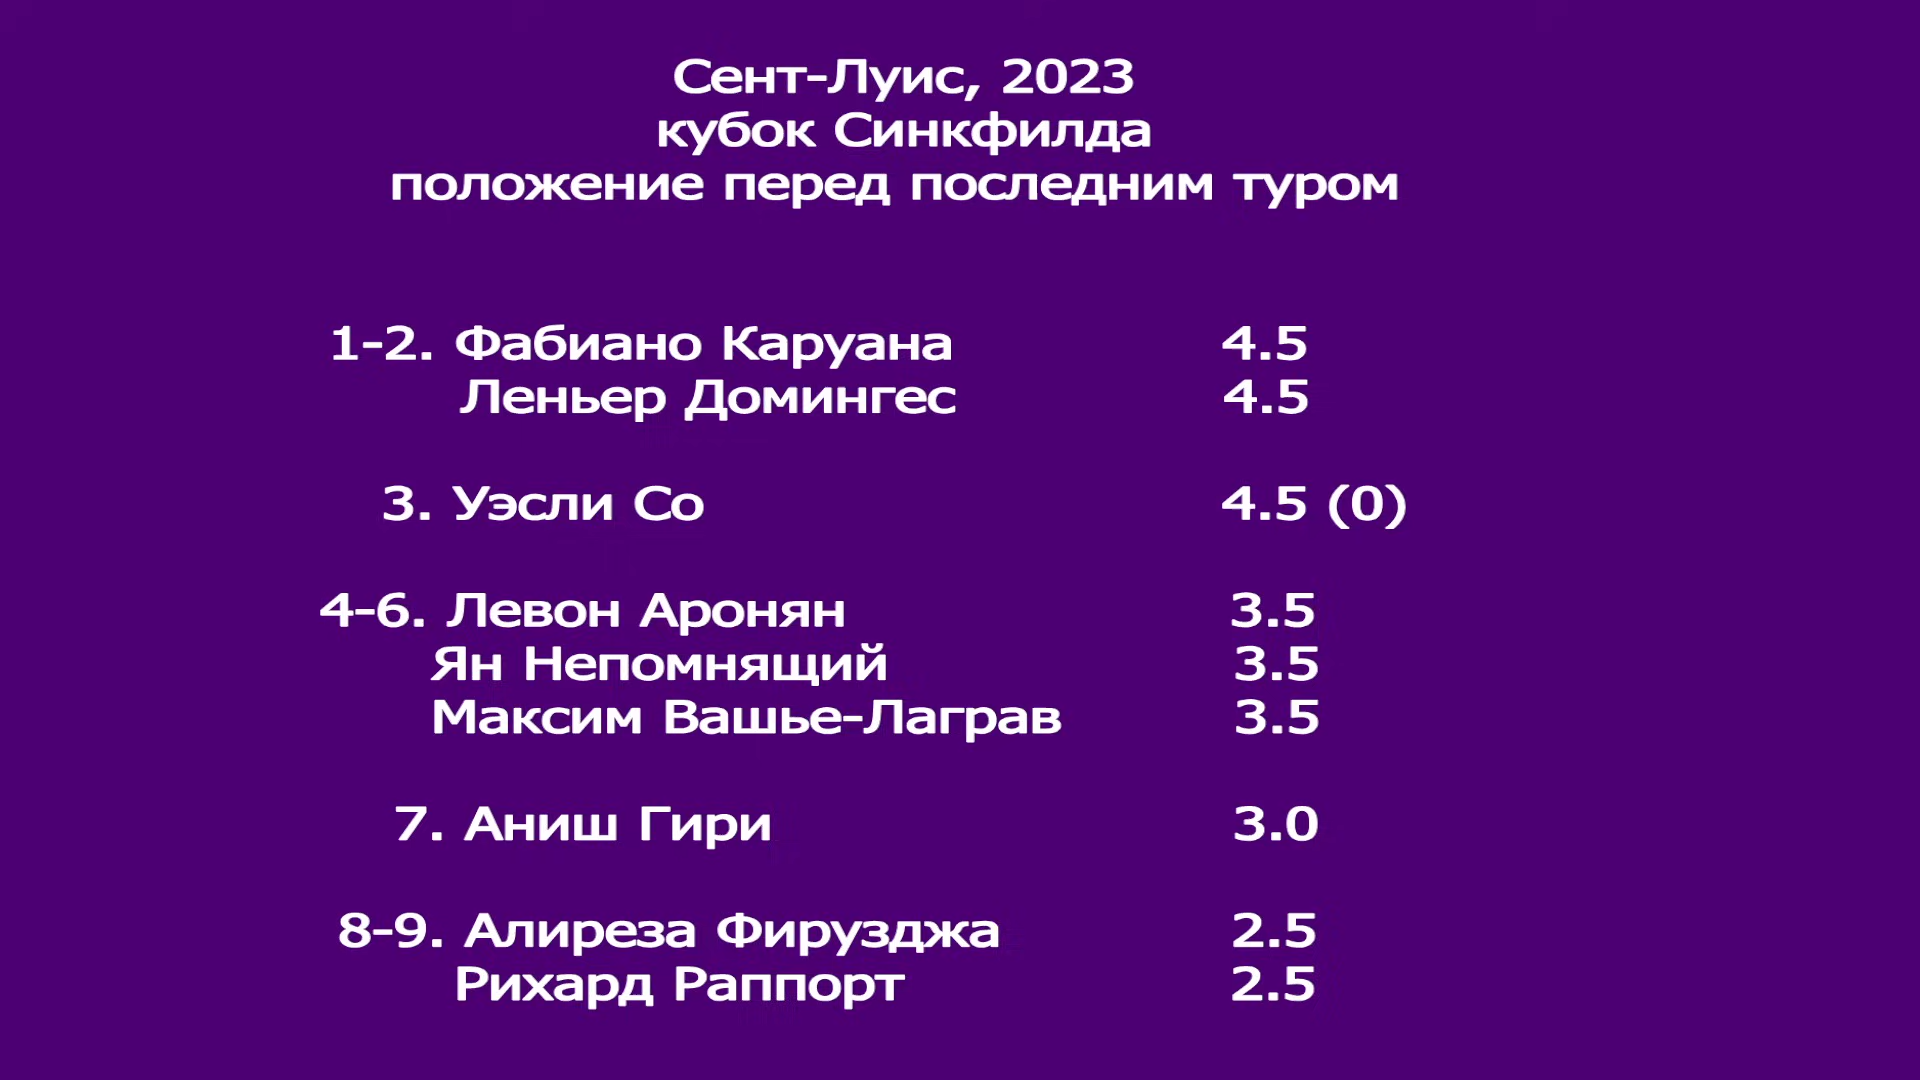 Сент-Луис, 2023
кубок Синкфилда
положение перед последним туром
1-2. Фабиано Каруана 4.5
Леньер Домингес 4.5
3. Уэсли Со 4.5 (0)
4-6. Левон Аронян 3.5
Ян Непомнящий 3.5
Максим Вашье-Лаграв 3.5
7. Аниш Гири 3.0
8-9. Алиреза Фирузджа 2.5
Рихард Раппорт 2.5